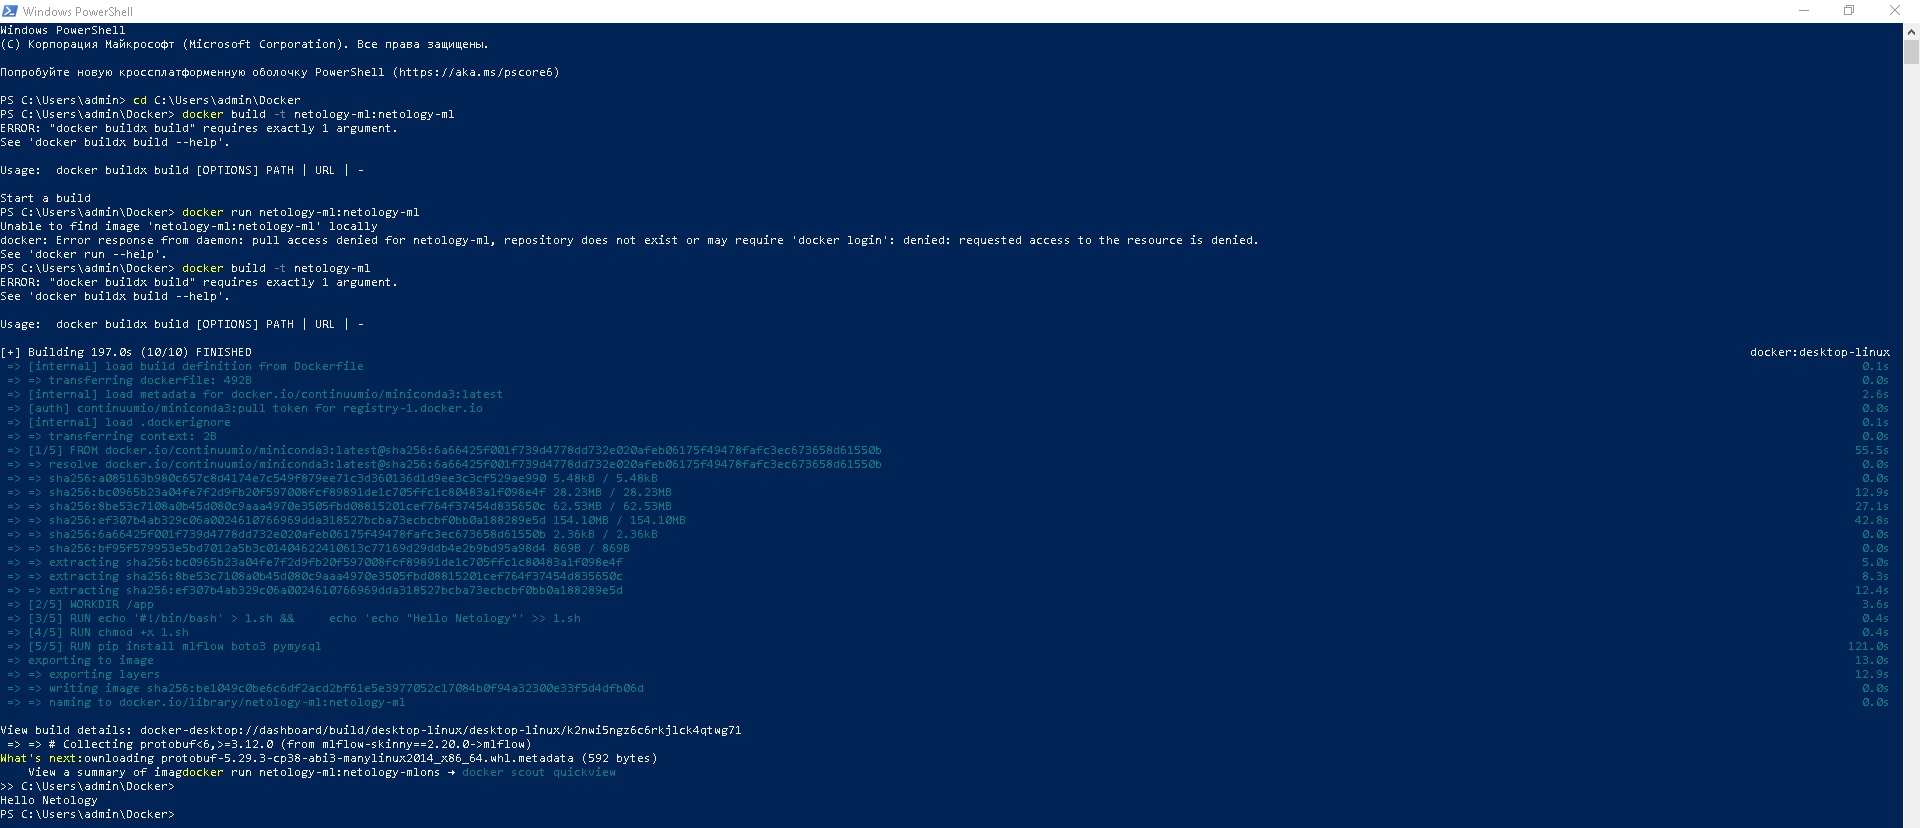 Windows PowerShell
Windows PowerShell
(C) Корпорация Майкрософт (Microsoft Corporation). Все права защищены.
Попробуйте новую кроссплатформенную оболочку PowerShell (https://aka.ms/pscore6)
PS C:\Users\admin> cd C:\Users\admin\Docker
PS C:\Users\admin\Docker> docker build -t netology-ml:netology-ml
ERROR: "docker buildx build" requires exactly 1 argument.
See 'docker buildx build --help'.
Usage:  docker buildx build [OPTIONS] PATH | URL | -
Start a build
PS C:\Users\admin\Docker> docker run netology-ml:netology-ml
Unable to find image 'netology-ml:netology-ml' locally
docker: Error response from daemon: pull access denied for netology-ml, repository does not exist or may require 'docker login': denied: requested access to the resource is denied.
See 'docker run --help'.
PS C:\Users\admin\Docker> docker build -t netology-ml
ERROR: "docker buildx build" requires exactly 1 argument.
See 'docker buildx build --help'.
Usage:  docker buildx build [OPTIONS] PATH | URL | -
[+] Building 197.0s (10/10) FINISHED docker:desktop-linux
=> [internal] load build definition from Dockerfile 0.1s
=> => transferring dockerfile: 492B 0.0s
=> [internal] load metadata for docker.io/continuumio/miniconda3:latest 2.6s
=> [auth] continuumio/miniconda3:pull token for registry-1.docker.io 0.0s
=> [internal] load .dockerignore 0.1s
=> => transferring context: 2B 0.0s
=> [1/5] FROM docker.io/continuumio/miniconda3:latest@sha256:6a66425f001f739d4778dd732e020afeb06175f49478fafc3ec673658d61550b 55.5s
=> => resolve docker.io/continuumio/miniconda3:latest@sha256:6a66425f001f739d4778dd732e020afeb06175f49478fafc3ec673658d61550b 0.0s
=> => sha256:a085163b980c657c8d4174e7c549f879ee71c3d360136d1d9ee3c3cf529ae990 5.48kB / 5.48kB 0.0s
=> => sha256:bc0965b23a04fe7f2d9fb20f597008fcf89891de1c705ffc1c80483a1f098e4f 28.23MB / 28.23MB 12.9s
=> => sha256:8be53c7108a0b45d080c9aaa4970e3505fbd08815201cef764f37454d835650c 62.53MB / 62.53MB 27.1s
=> => sha256:ef307b4ab329c06a0024610766969dda318527bcba73ecbcbf0bb0a188289e5d 154.10MB / 154.10MB 42.8s
=> => sha256:6a66425f001f739d4778dd732e020afeb06175f49478fafc3ec673658d61550b 2.36kB / 2.36kB 0.0s
=> => sha256:bf95f579953e5bd7012a5b3c01404622410613c77169d29ddb4e2b9bd95a98d4 869B / 869B 0.0s
=> => extracting sha256:bc0965b23a04fe7f2d9fb20f597008fcf89891de1c705ffc1c80483a1f098e4f 5.0s
=> => extracting sha256:8be53c7108a0b45d080c9aaa4970e3505fbd08815201cef764f37454d835650c 8.3s
=> => extracting sha256:ef307b4ab329c06a0024610766969dda318527bcba73ecbcbf0bb0a188289e5d 12.4s
=> [2/5] WORKDIR /app 3.6s
=> [3/5] RUN echo '#!/bin/bash' > 1.sh &&     echo 'echo "Hello Netology"' >> 1.sh 0.4s
=> [4/5] RUN chmod +x 1.sh 0.4s
=> [5/5] RUN pip install mlflow boto3 pymysql 121.0s
=> exporting to image 13.0s
=> => exporting layers 12.9s
=> => writing image sha256:be1049c0be6c6df2acd2bf61e5e3977052c17084b0f94a32300e33f5d4dfb06d 0.0s
=> => naming to docker.io/library/netology-ml:netology-ml 0.0s
View build details: docker-desktop://dashboard/build/desktop-linux/desktop-linux/k2nwi5ngz6c6rkjlck4qtwg71
=> => # Collecting protobuf<6,>=3.12.0 (from mlflow-skinny==2.20.0->mlflow)
What's next:ownloading protobuf-5.29.3-cp38-abi3-manylinux2014_x86_64.whl.metadata (592 bytes)
View a summary of imagdocker run netology-ml:netology-mlons → docker scout quickview
>> C:\Users\admin\Docker>
Hello Netology
PS C:\Users\admin\Docker>